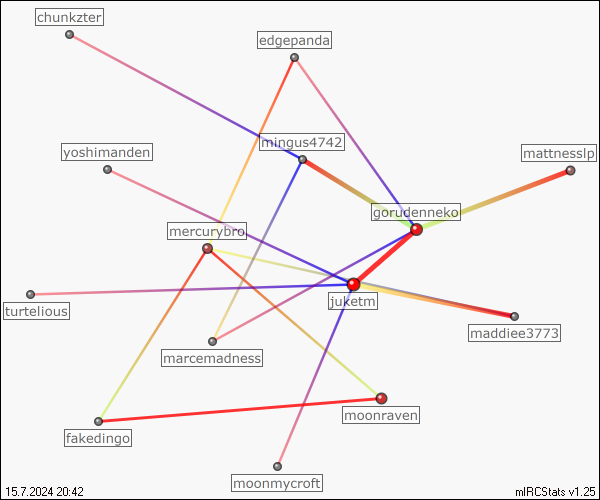 chunkzter
edgepanda
mingus4742
yoshimanden
mattnesslp
gorudenneko
mercurybro
juketm
turtelious
maddiee3773
marcemadness
moonraven
fakedingo
moonmycroft
15.7.2024 20:42
mIRCStats v1.25